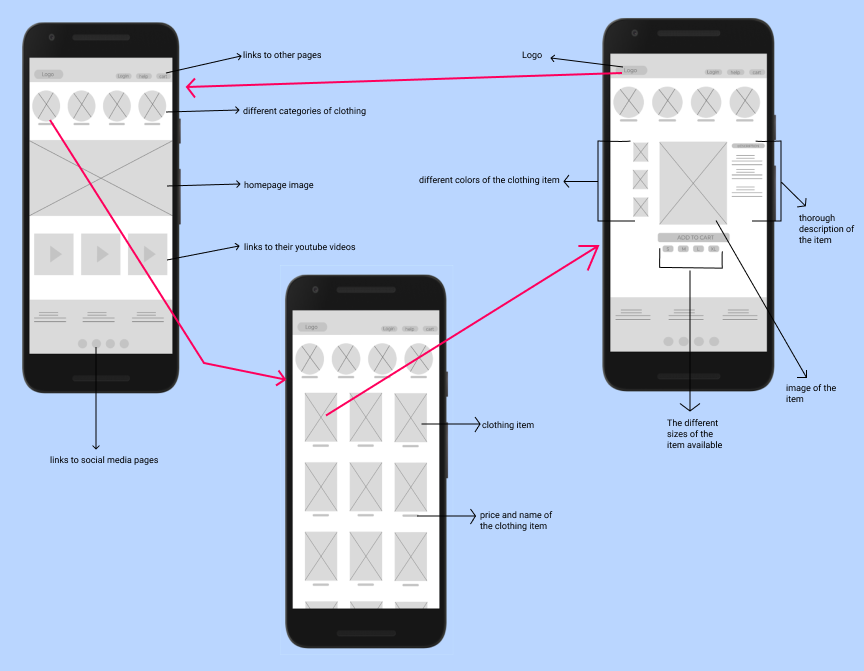 Logo
Login
help
cart
links to other pages
different categories of clothing
homepage image
links to their youtube videos
links to social media pages
Logo
Login
help
cart
clothing item
price and name of
the clothing item
Logo
Logo
Login
help
cart
different colors of the clothing item
ADD TO CART
S
M
L
XL
thorough
description of
the item
image of the
item
The different
sizes of the
item available